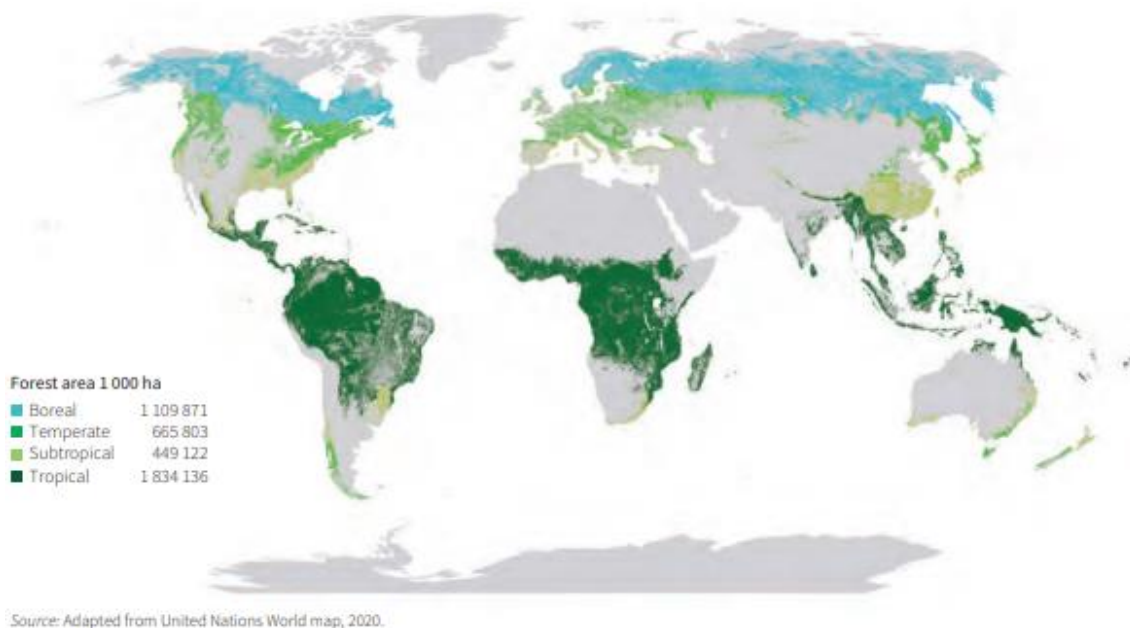 Forest area 1 000 ha
Boreal 1 109 871
Temperate 665 803
Subtropical 449 122
Tropical 1 834 136
Source: Adapted from United Nations World map, 2020.